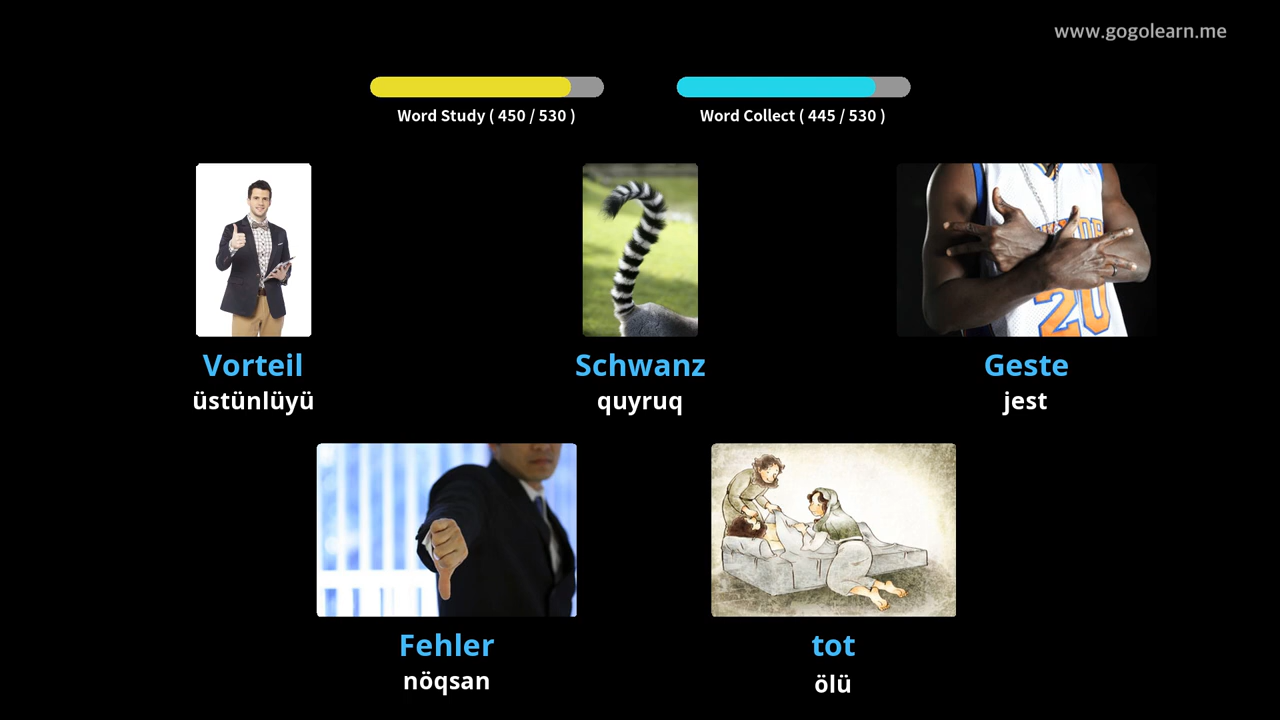 www.gogolearn.me
Word Study ( 450 / 530 )
Word Collect ( 445 / 530 )
Vorteil
üstünlüyü
Schwanz
quyruq
Geste
jest
20
Fehler
nöqsan
tot
ölü